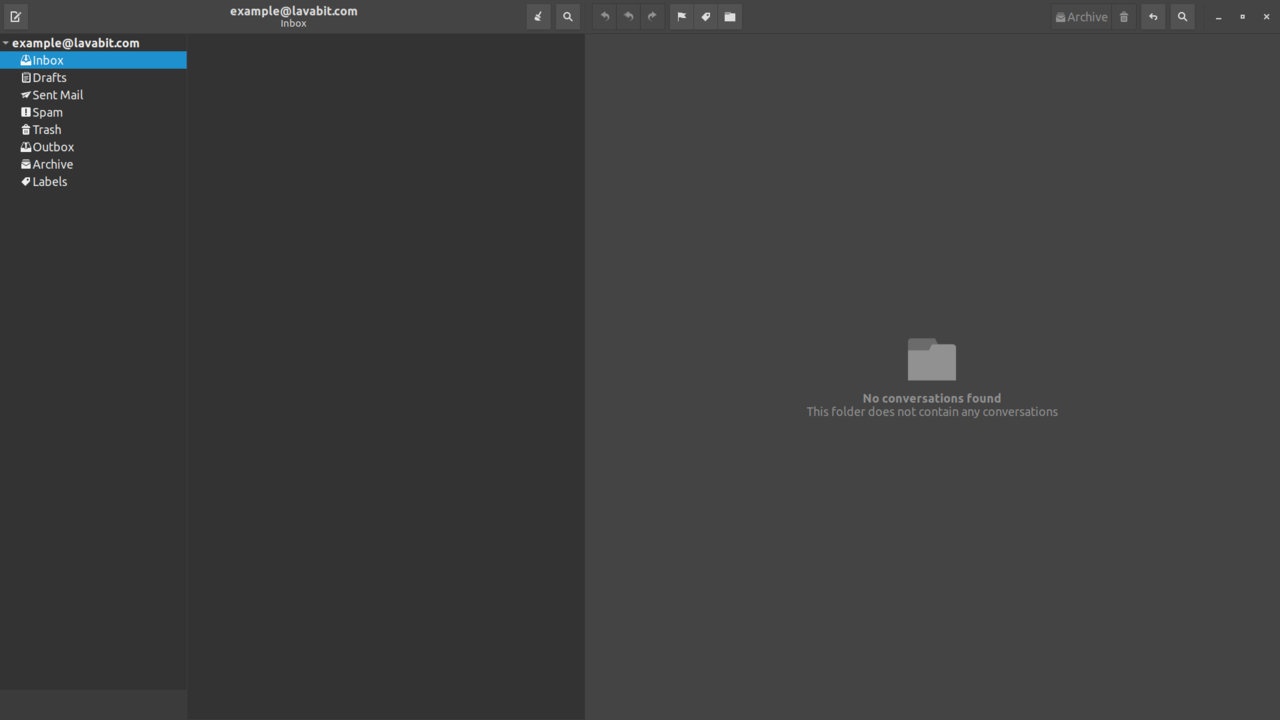 example@lavabit.com
Inbox
Archive
example@lavabit.com
Inbox
Drafts
Sent Mail
Spam
Trash
Outbox
Archive
Labels
No conversations found
This folder does not contain any conversations